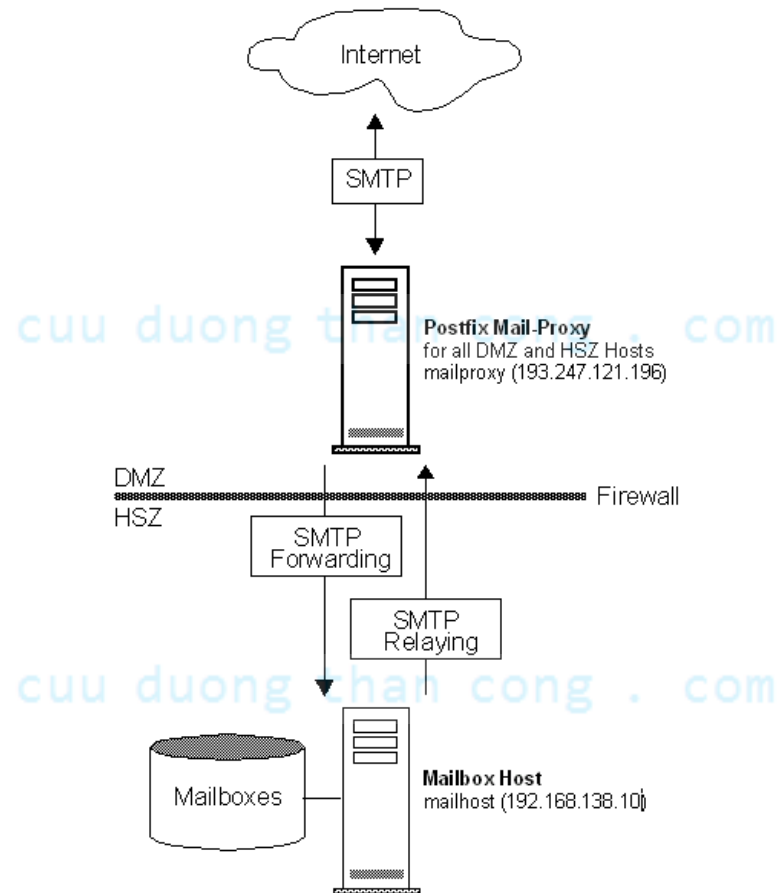 Internet
SMTP
cuu duong than cong . com
Postfix Mail-Proxy
for all DMZ and HSZ Hosts
mailproxy (193.247.121.196)
DMZ
Firewall
HSZ
SMTP
Forwarding
SMTP
Relaying
cuu duong than cong . com
Mailboxes
Mailbox Host
mailhost (192.168.138.10)